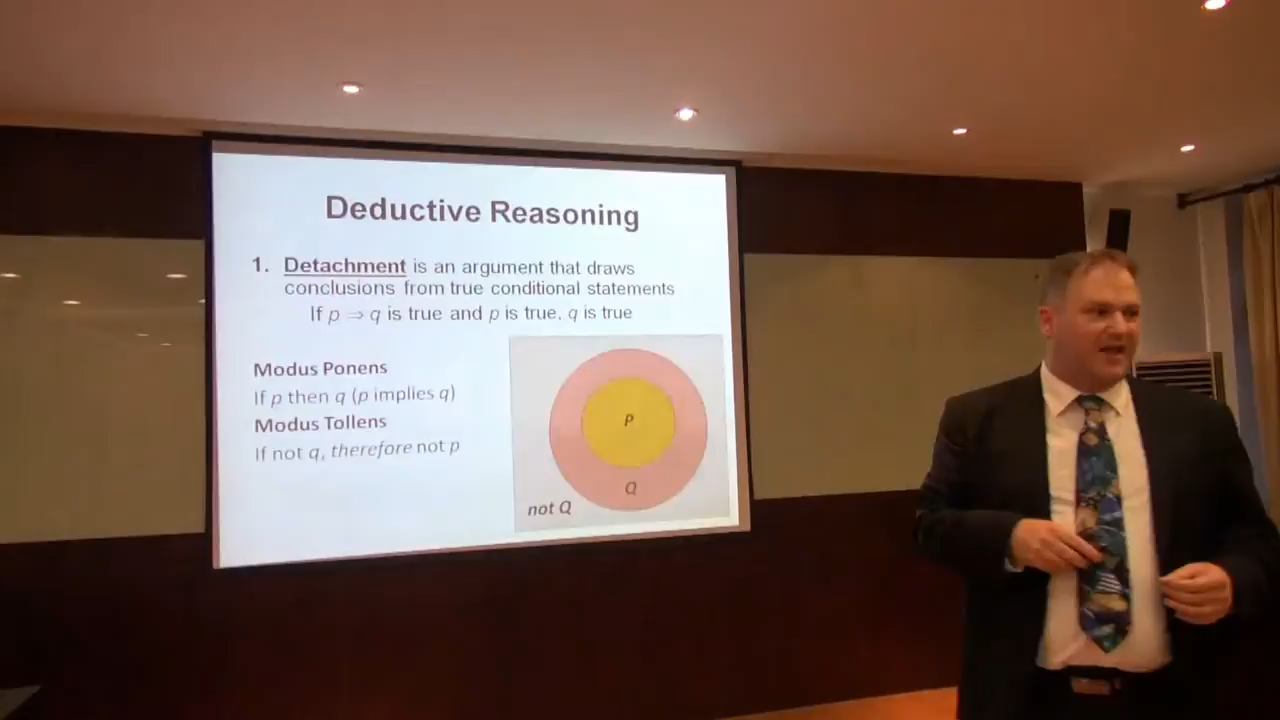 Deductive Reasoning
1. Detachment is an argument that draws
conclusions from true conditional statements
If p ⇒ q is true and p is true, q is true
Modus Ponens
If p then q (p implies q)
Modus Tollens
If not q, therefore not p
P
Q
not Q